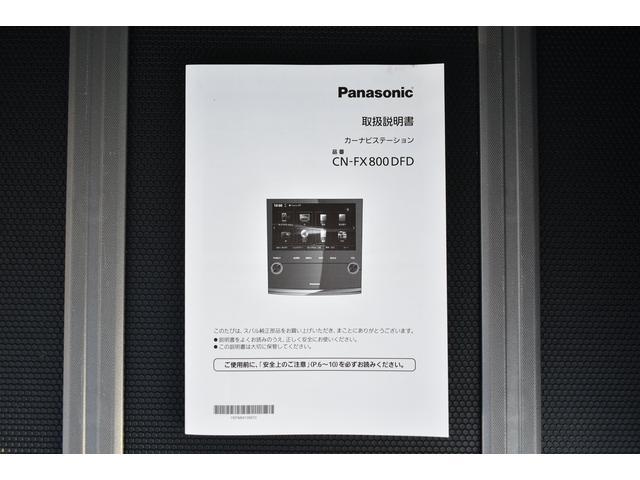 Panasonic
取扱説明書
カーナビステーション
品番
CN-FX800DFD
このたびは、スバル純正部品をお買い上げいただき、まことにありがとうございます。
●説明書をよくお読みのうえ、正しく安全にお使いください。
●この説明書は大切に保管してください。
ご使用前に、「安全上のご注意」(P.6～10)を必ずお読みください。